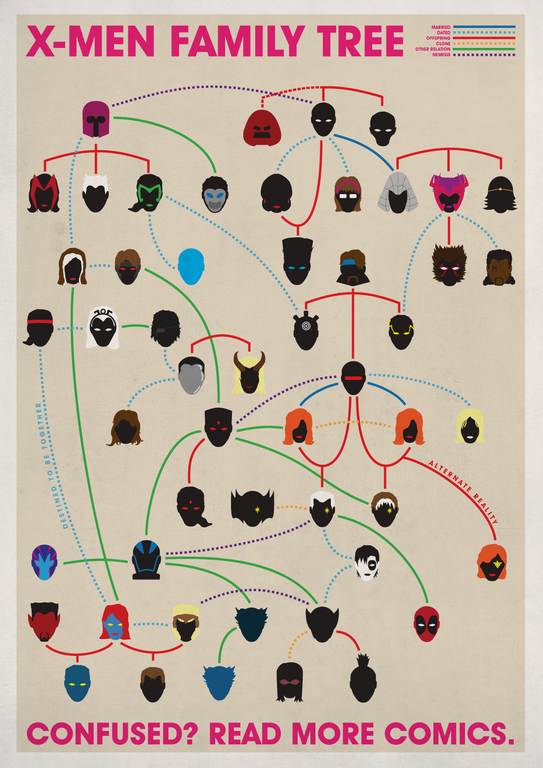 X-MEN FAMILY TREE
MARRIED
DATED
OFFSPRING
CLONE
OTHER RELATION
NEMESIS
DESTINED TO BE TOGETHER
ALTERNATE REALITY
CONFUSED? READ MORE COMICS.